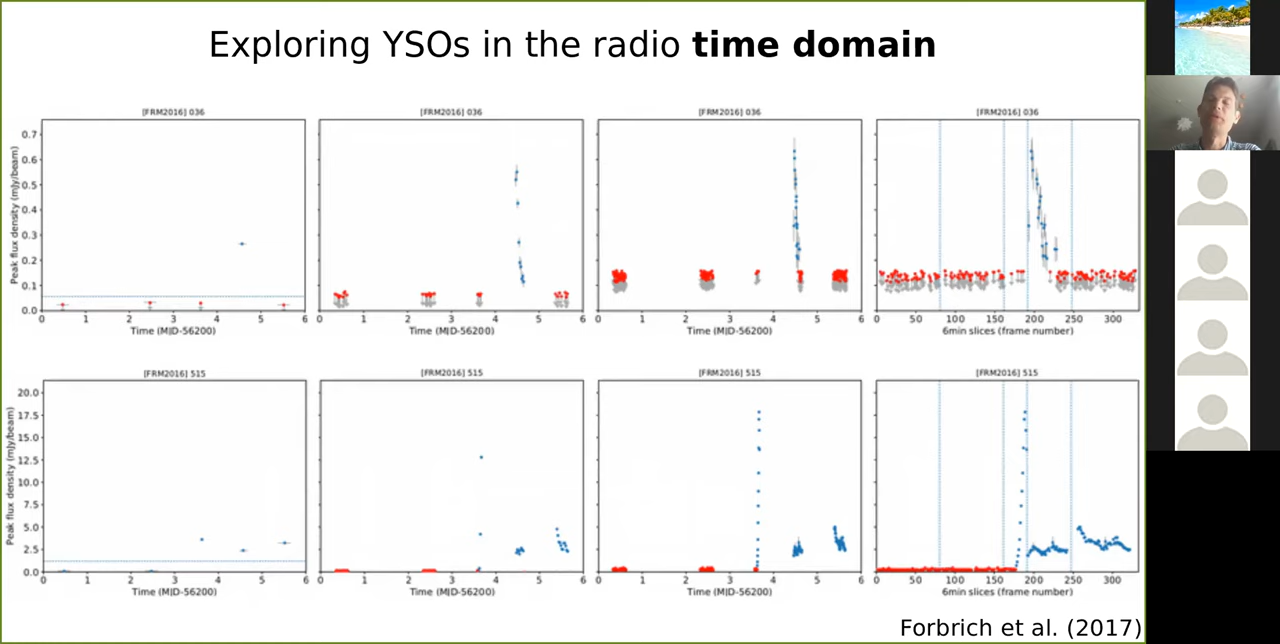 Exploring YSOs in the radio time domain
[FRM2016] 036 [FRM2016] 036 [FRM2016] 036 [FRM2016] 036
Peak flux density (mJy/beam)
0.7
0.6
0.5
0.4
0.3
0.2
0.1
0.0
0 1 2 3 4 5 6 0 1 2 3 4 5 6 0 1 2 3 4 5 6 0 50 100 150 200 250 300
Time (MJD-56200) Time (MJD-56200) Time (MJD-56200) 6min slices (frame number)
[FRM2016] 515 [FRM2016] 515 [FRM2016] 515 [FRM2016] 515
Peak flux density (mJy/beam)
20.0
17.5
15.0
12.5
10.0
7.5
5.0
2.5
0.0
0 1 2 3 4 5 6 0 1 2 3 4 5 6 0 1 2 3 4 5 6 0 50 100 150 200 250 300
Time (MJD-56200) Time (MJD-56200) Time (MJD-56200) 6min slices (frame number)
Forbrich et al. (2017)